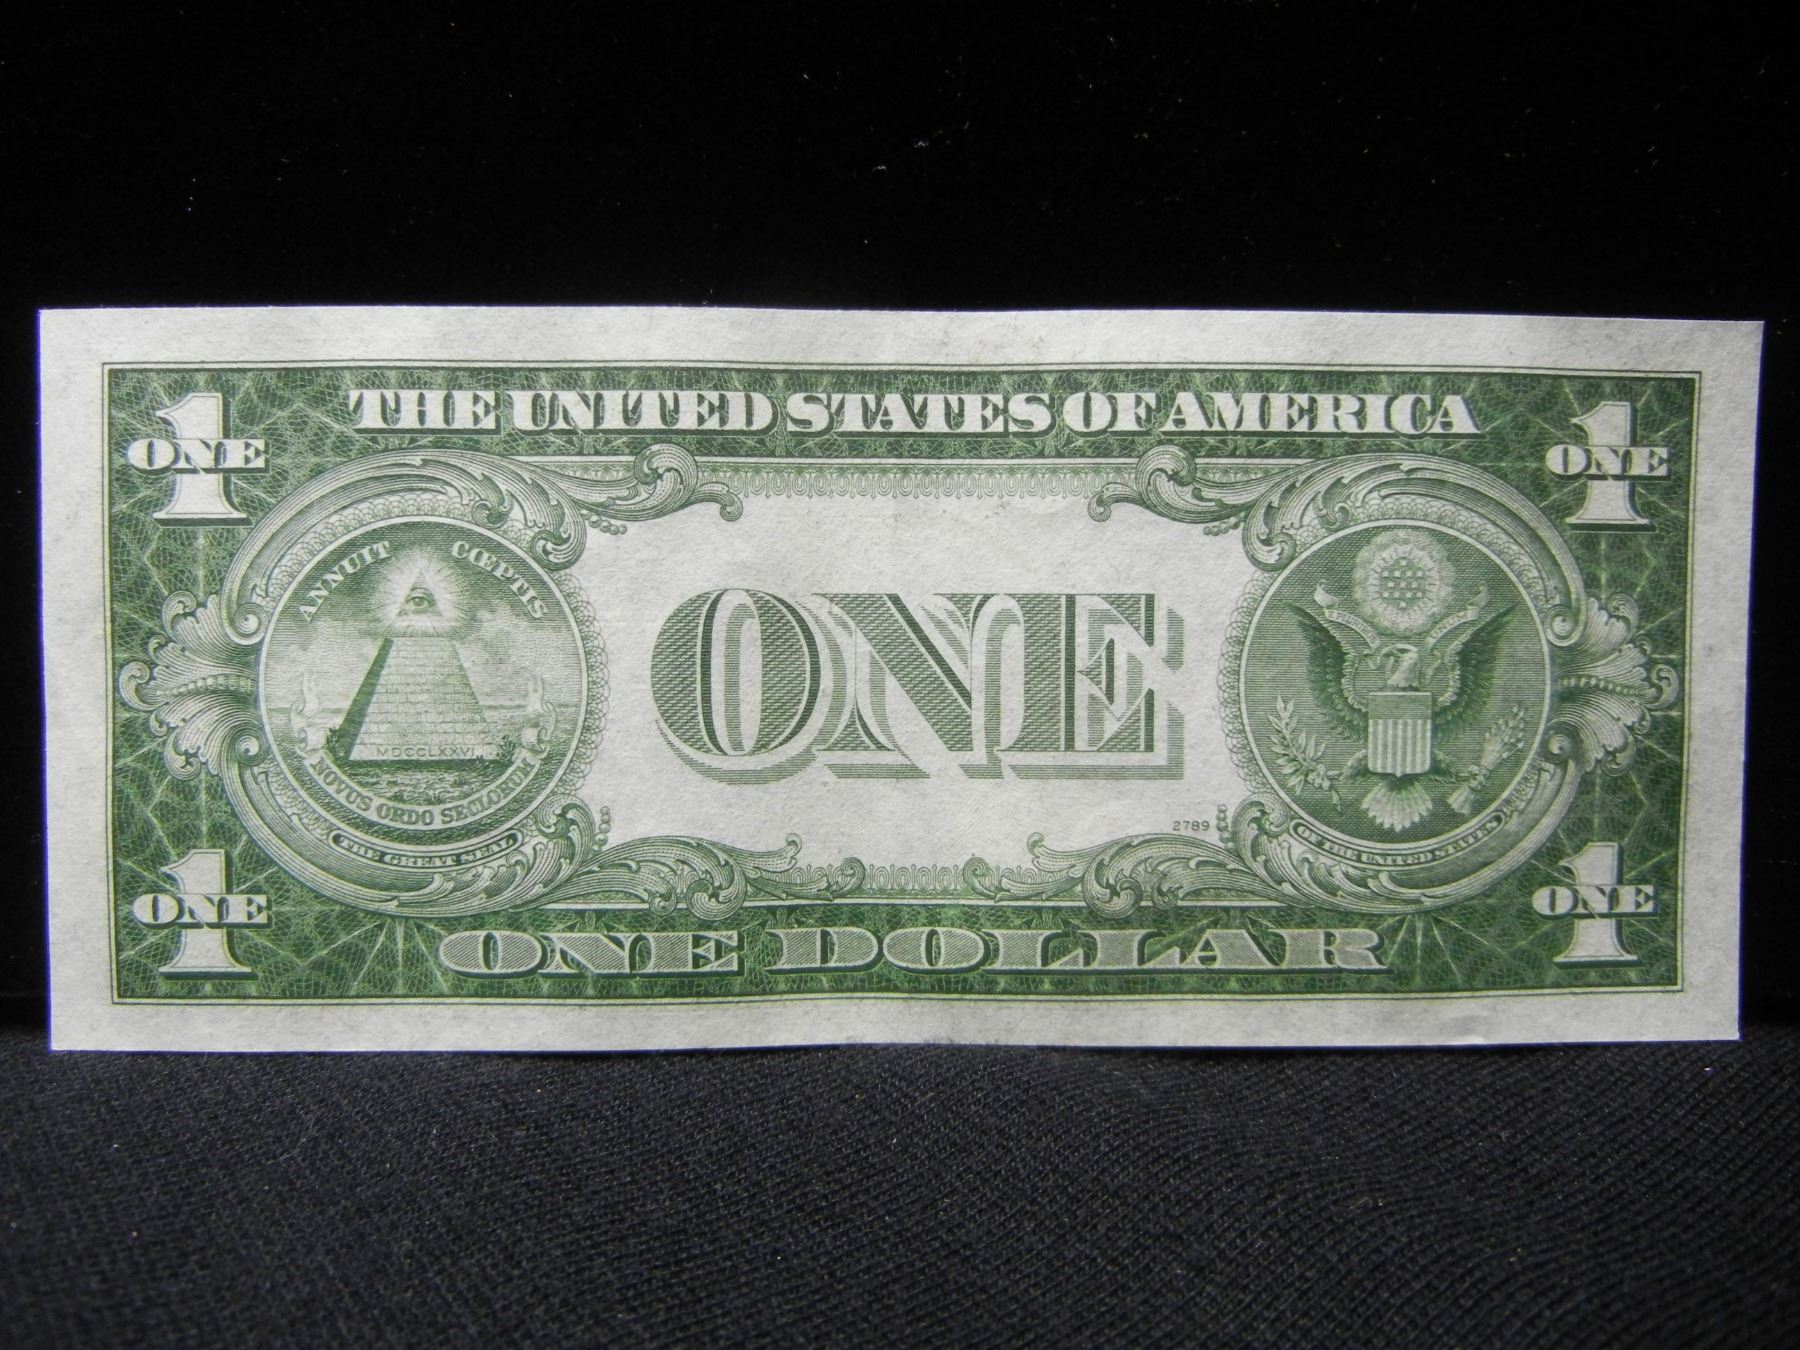 THE UNITED STATES OF AMERICA
1
ONE
1
ONE
ANNUIT CŒPTIS
MDCCLXXVI
NOVUS ORDO SECLORUM
THE GREAT SEAL
ONE
2789
OF THE UNITED STATES
1
ONE
1
ONE
ONE DOLLAR